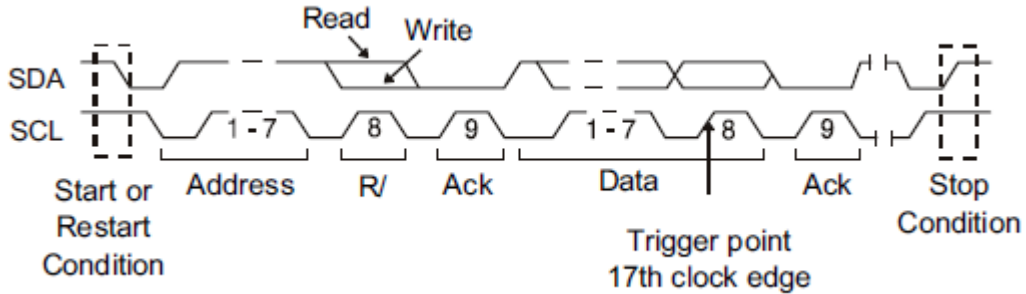 Read
Write
SDA
SCL
1 - 7
8
9
1 - 7
8
9
Address
R/
Ack
Data
Ack
Start or
Restart
Condition
Stop
Condition
Trigger point
17th clock edge